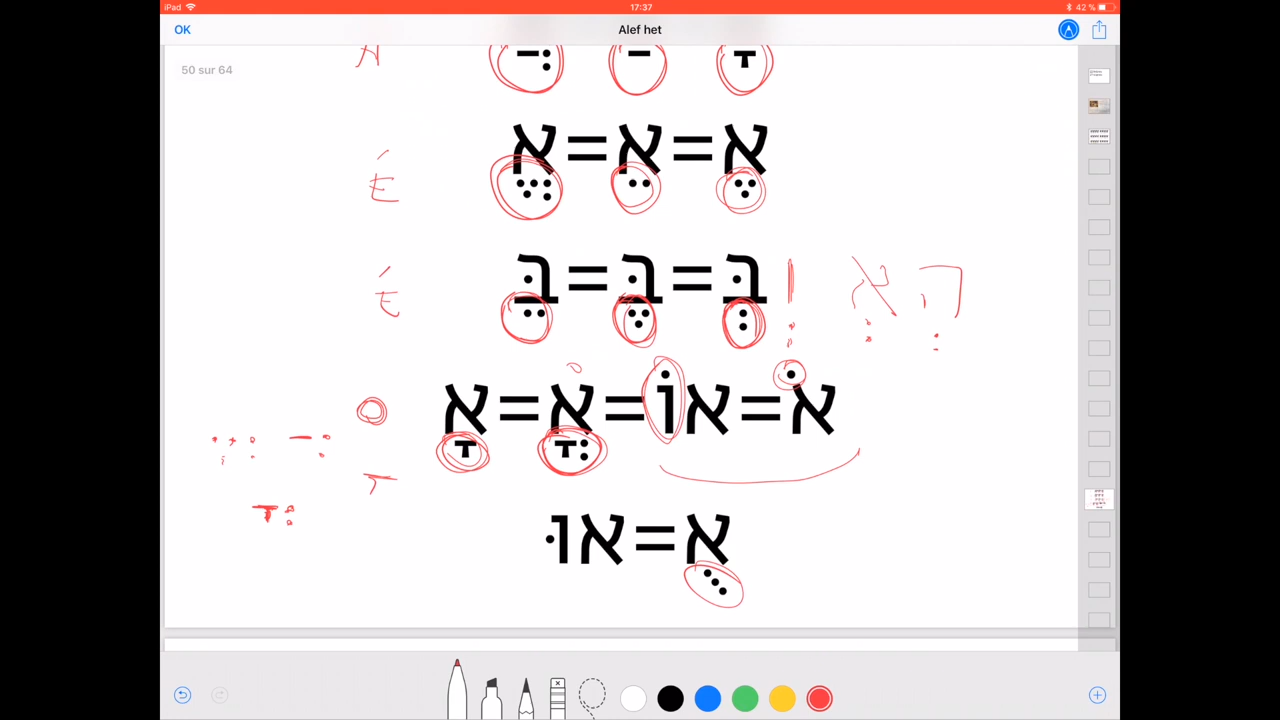 iPad 17:37 42 %
OK Alef het
50 sur 64
A
É אֶ=אֵ=אֱ
É בְּ=בֶּ=בֵּ
O אֹ=אוֹ=אֳ=אָ
אֻ=אוּ